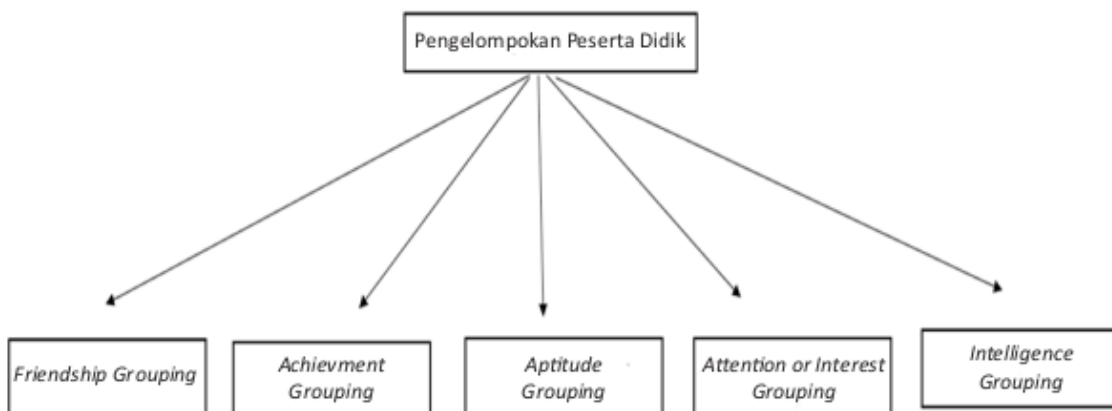 Pengelompokan Peserta Didik
Friendship Grouping
Achievment
Grouping
Aptitude
Grouping
Attention or Interest
Grouping
Intelligence
Grouping